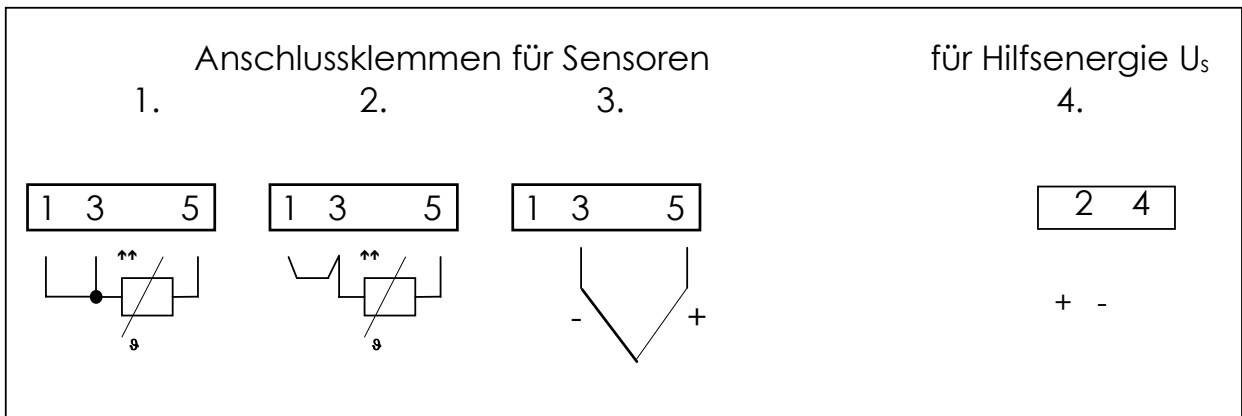 Anschlussklemmen für Sensoren für Hilfsenergie Us
1. 2. 3. 4.
1 3 5 1 3 5 1 3 5 2 4
↑↑ ↑↑
- + + -
ϑ ϑ